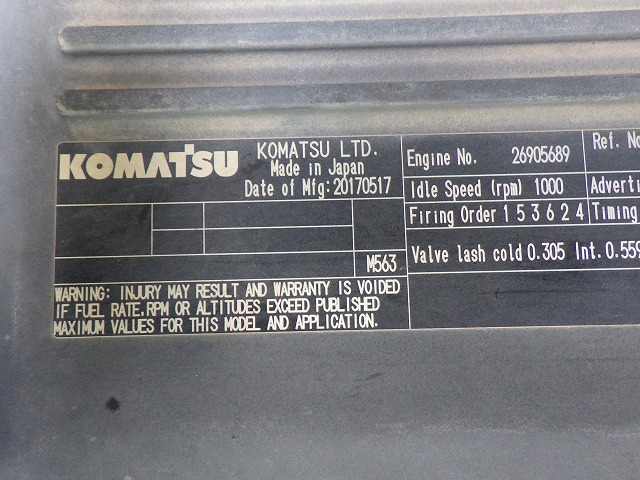 KOMATSU
KOMATSU LTD.
Made in Japan
Date of Mfg:20170517
M563
WARNING: INJURY MAY RESULT AND WARRANTY IS VOIDED
IF FUEL RATE,RPM OR ALTITUDES EXCEED PUBLISHED
MAXIMUM VALUES FOR THIS MODEL AND APPLICATION.
Engine No. 26905689
Ref. No
Idle Speed (rpm) 1000
Adverti
Firing Order 1 5 3 6 2 4
Timing
Valve lash cold 0.305 Int. 0.559